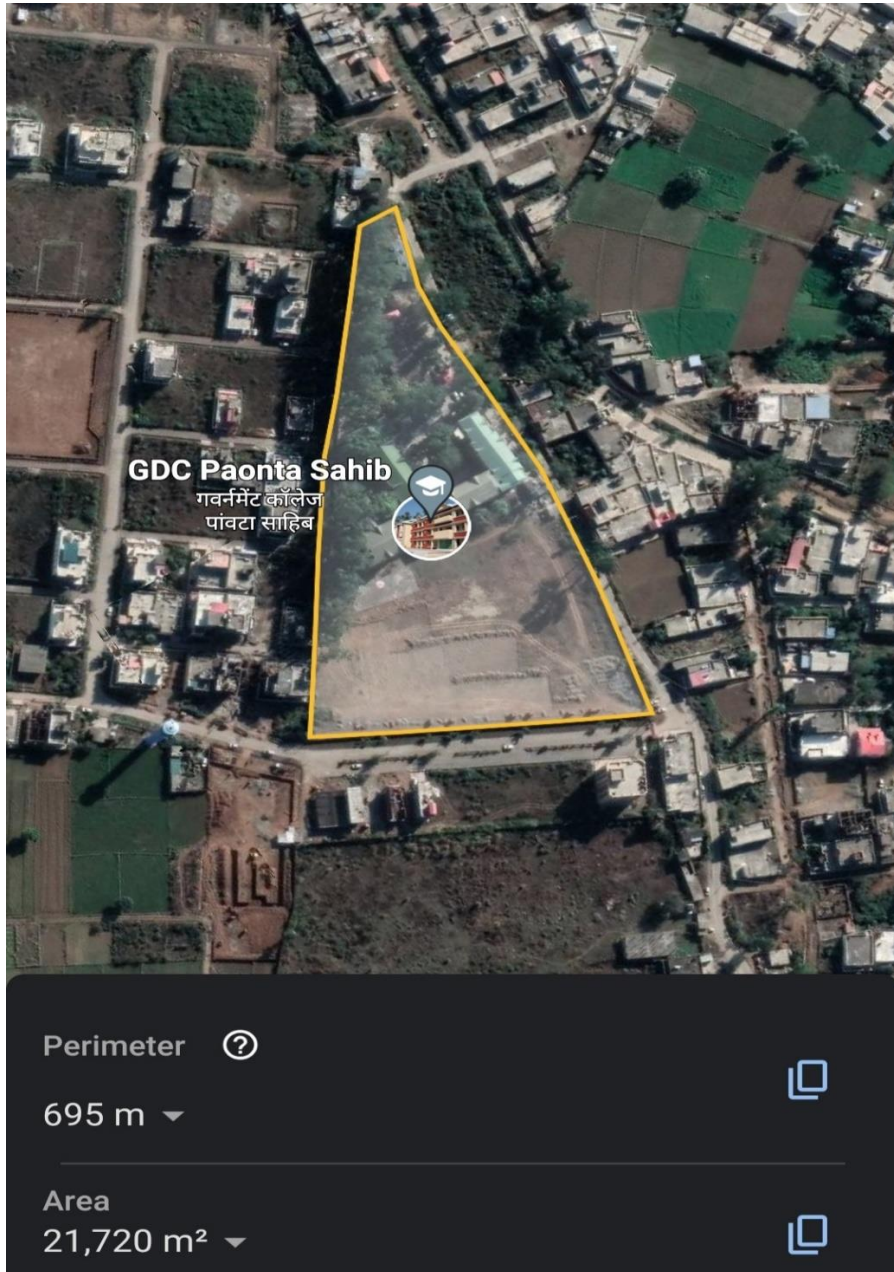 GDC Paonta Sahib
गवर्नमेंट कॉलेज
पांवटा साहिब
Perimeter ?
695 m
Area
21,720 m²